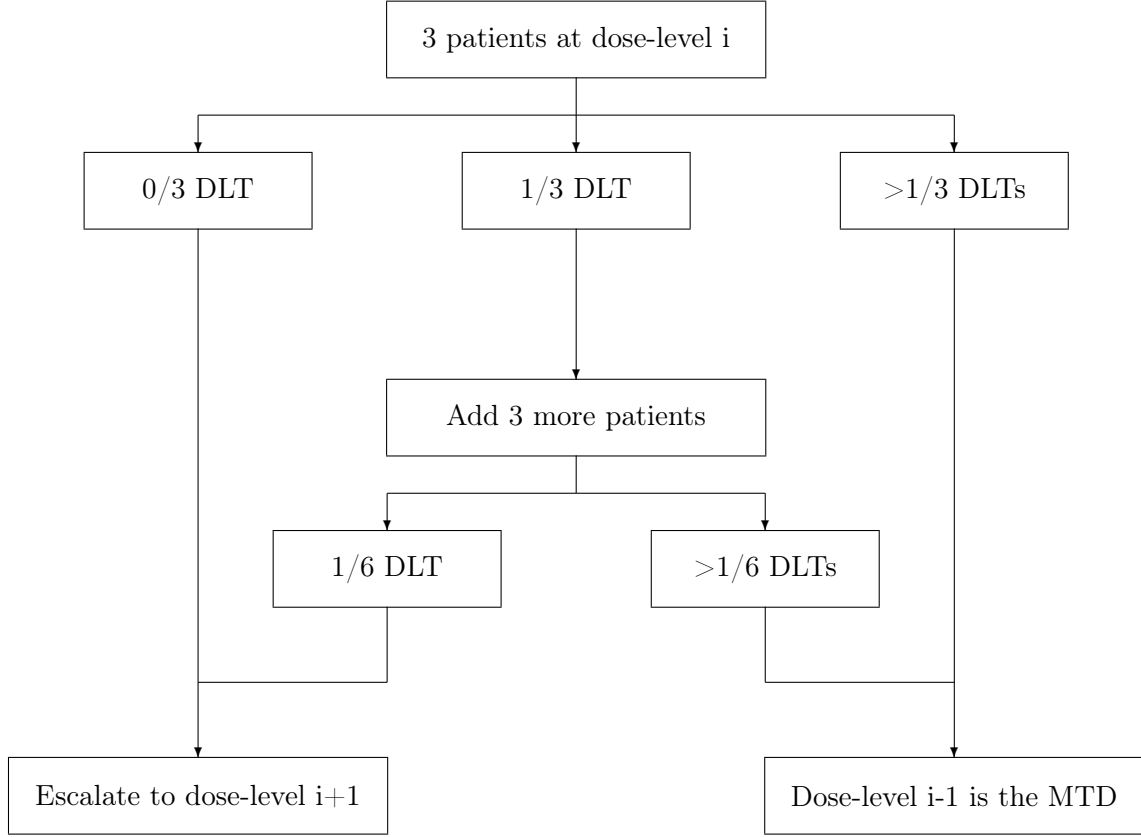 3 patients at dose-level i
0/3 DLT
1/3 DLT
>1/3 DLTs
Add 3 more patients
1/6 DLT
>1/6 DLTs
Escalate to dose-level i+1
Dose-level i-1 is the MTD